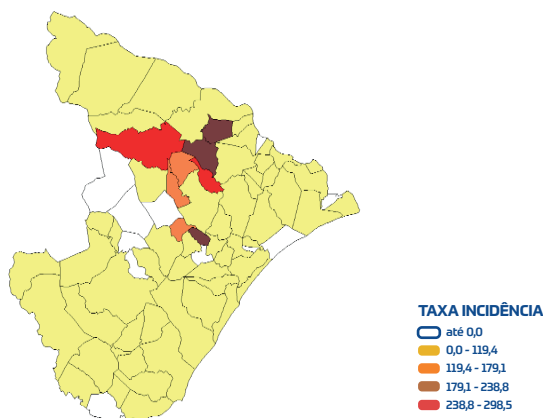 TAXA INCIDÊNCIA
até 0,0
0,0 - 119,4
119,4 - 179,1
179,1 - 238,8
238,8 - 298,5